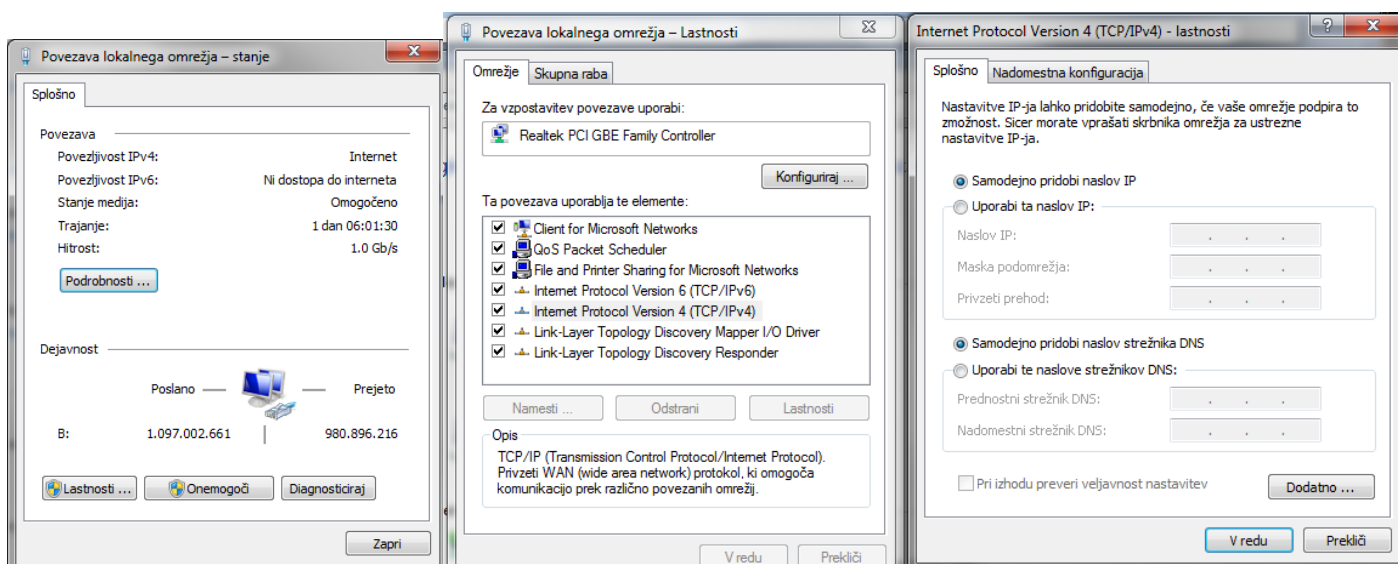 Povezava lokalnega omrežja – stanje
Splošno
Povezava
Povezljivost IPv4: Internet
Povezljivost IPv6: Ni dostopa do interneta
Stanje medija: Omogočeno
Trajanje: 1 dan 06:01:30
Hitrost: 1.0 Gb/s
Podrobnosti ...
Dejavnost
Poslano — — Prejeto
B: 1.097.002.661 | 980.896.216
Lastnosti ... Onemogoči Diagnosticiraj
Zapri
Povezava lokalnega omrežja – Lastnosti
Omrežje Skupna raba
Za vzpostavitev povezave uporabi:
Realtek PCI GBE Family Controller
Konfiguriraj ...
Ta povezava uporablja te elemente:
Client for Microsoft Networks
QoS Packet Scheduler
File and Printer Sharing for Microsoft Networks
Internet Protocol Version 6 (TCP/IPv6)
Internet Protocol Version 4 (TCP/IPv4)
Link-Layer Topology Discovery Mapper I/O Driver
Link-Layer Topology Discovery Responder
Namesti ... Odstrani Lastnosti
Opis
TCP/IP (Transmission Control Protocol/Internet Protocol).
Privzeti WAN (wide area network) protokol, ki omogoča
komunikacijo prek različno povezanih omrežij.
V redu Prekliči
Internet Protocol Version 4 (TCP/IPv4) - lastnosti
Splošno Nadomestna konfiguracija
Nastavitve IP-ja lahko pridobite samodejno, če vaše omrežje podpira to
zmožnost. Sicer morate vprašati skrbnika omrežja za ustrezne
nastavitve IP-ja.
Samodejno pridobi naslov IP
Uporabi ta naslov IP:
Naslov IP: . . .
Maska podomrežja: . . .
Privzeti prehod: . . .
Samodejno pridobi naslov strežnika DNS
Uporabi te naslove strežnikov DNS:
Prednostni strežnik DNS: . . .
Nadomestni strežnik DNS: . . .
Pri izhodu preveri veljavnost nastavitev
Dodatno ...
V redu Prekliči